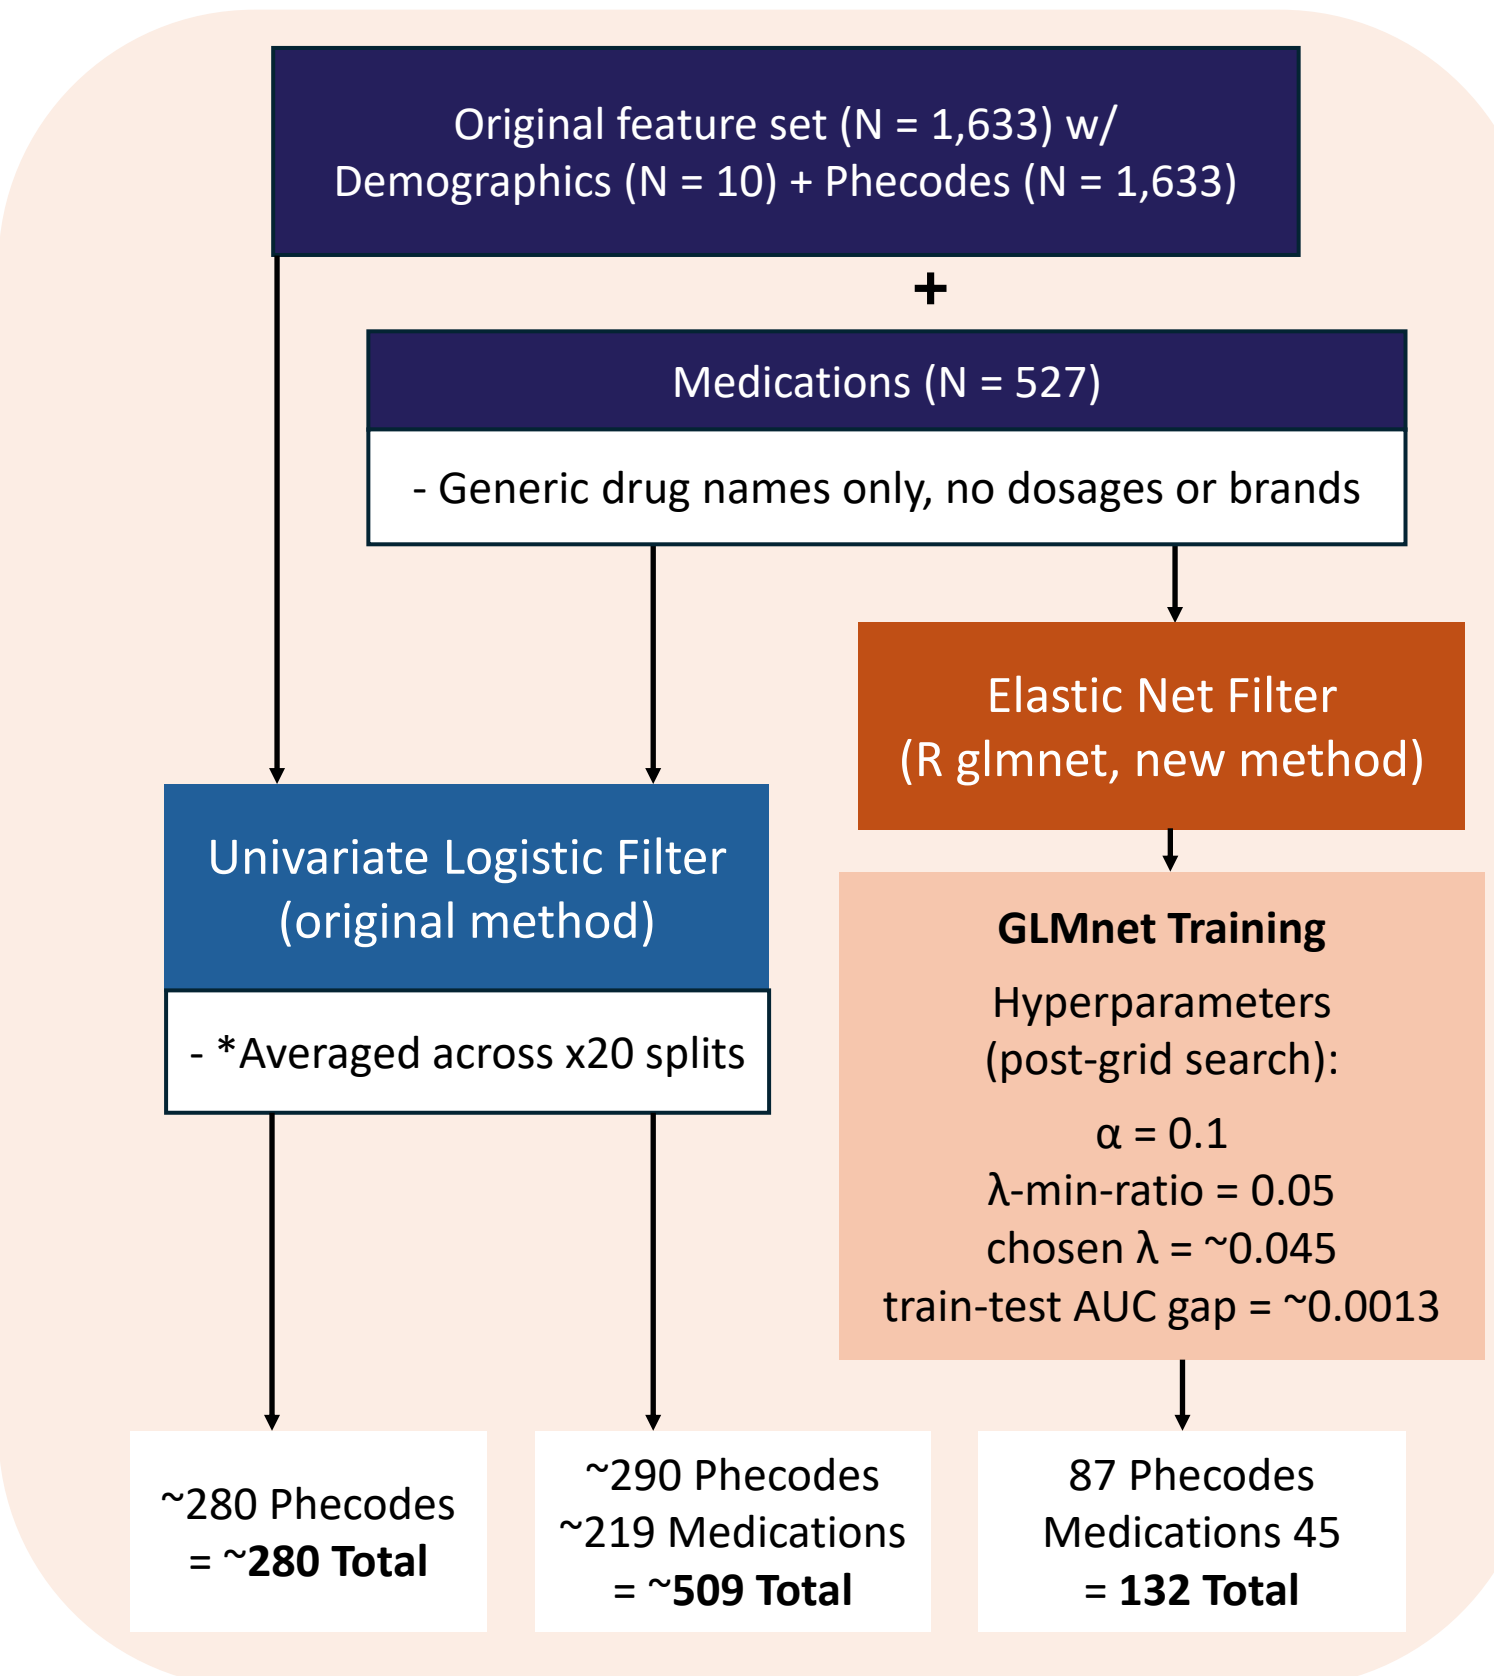 Original feature set (N = 1,633) w/
Demographics (N = 10) + Phecodes (N = 1,633)
+
Medications (N = 527)
- Generic drug names only, no dosages or brands
Elastic Net Filter
(R glmnet, new method)
Univariate Logistic Filter
(original method)
- *Averaged across x20 splits
GLMnet Training
Hyperparameters
(post-grid search):
α = 0.1
λ-min-ratio = 0.05
chosen λ = ~0.045
train-test AUC gap = ~0.0013
~280 Phecodes
= ~280 Total
~290 Phecodes
~219 Medications
= ~509 Total
87 Phecodes
Medications 45
= 132 Total